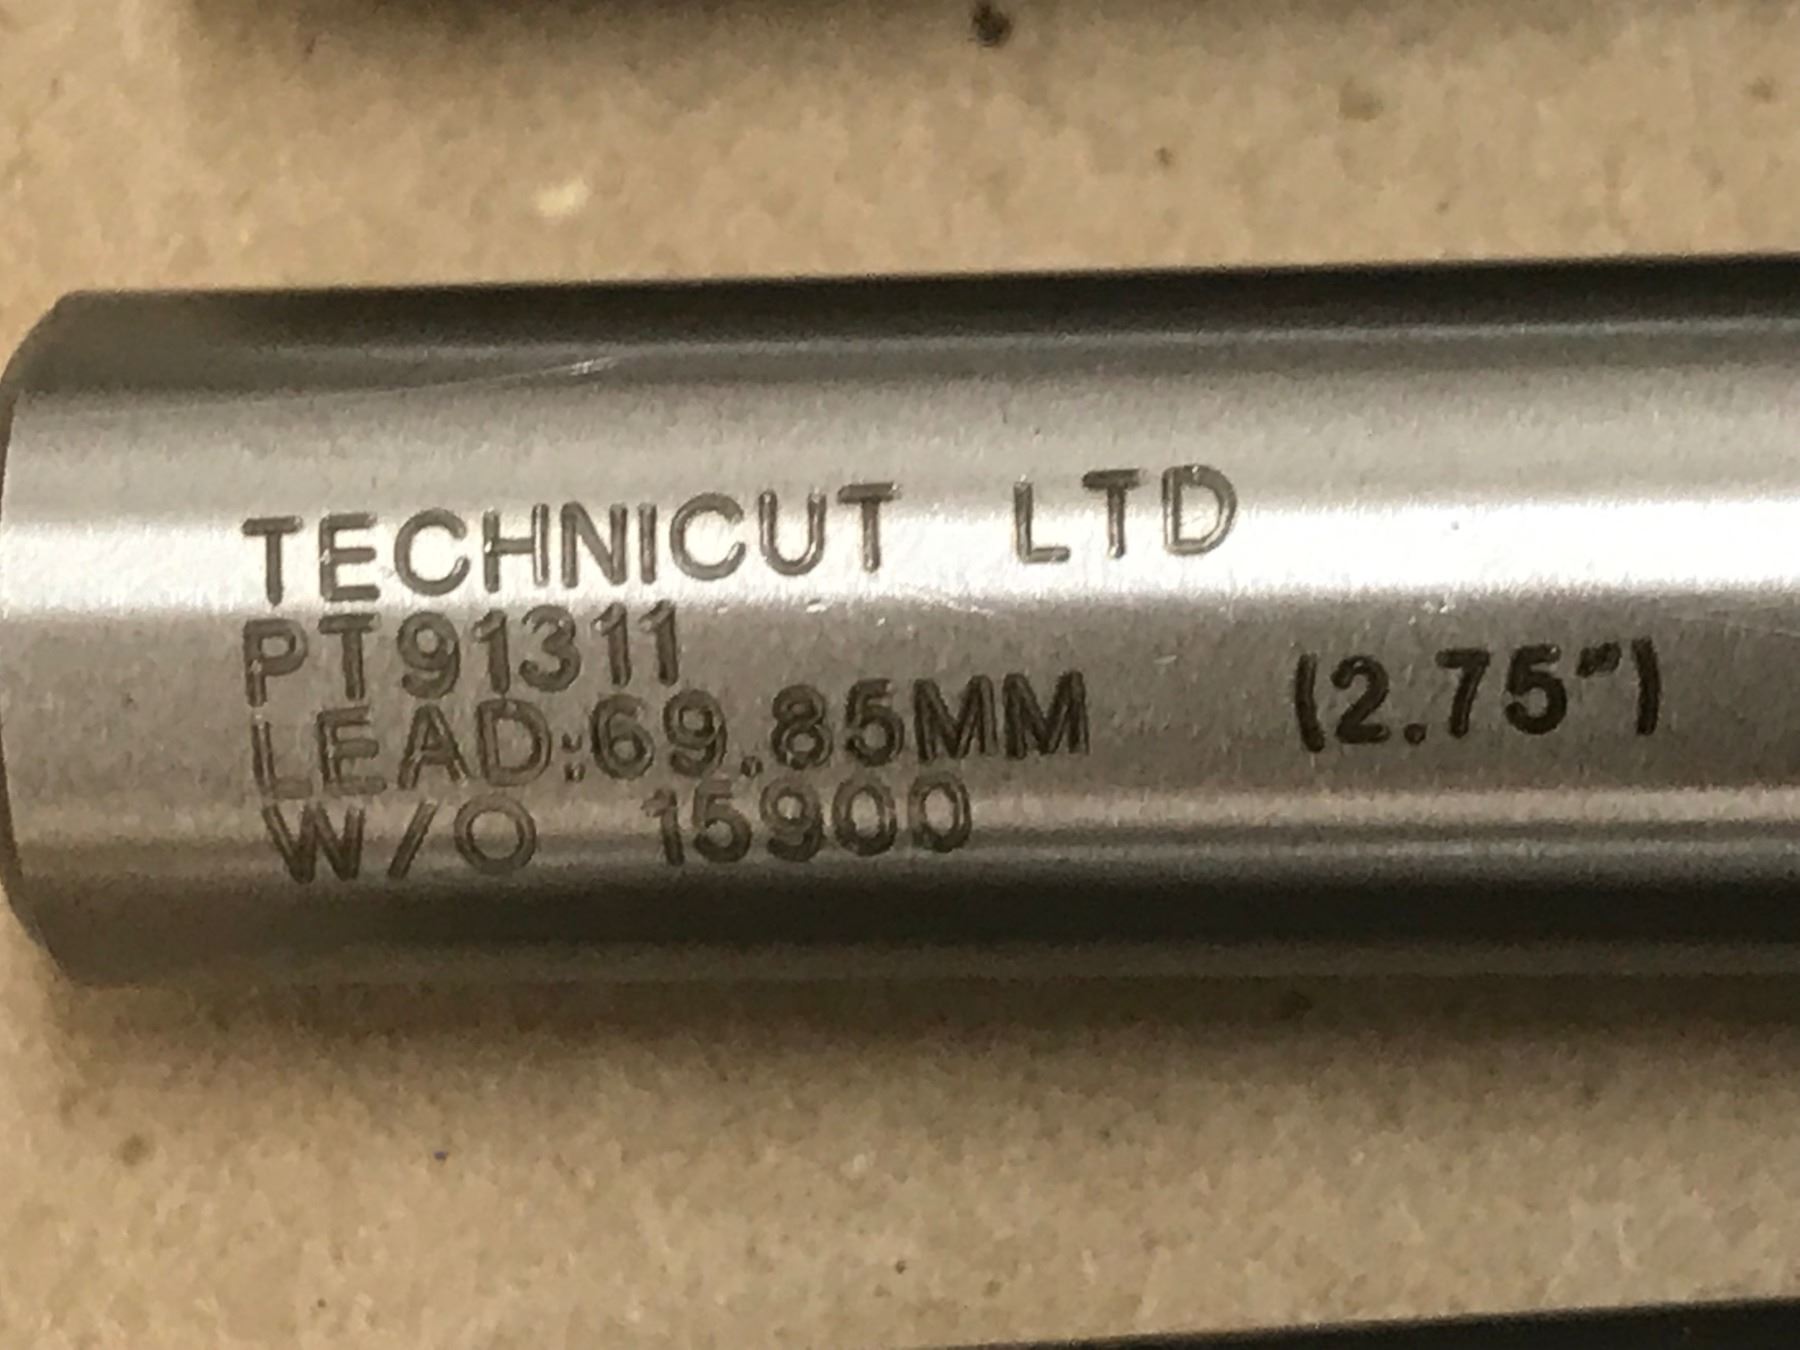 TECHNICUT LTD
PT91311
LEAD:69.85MM (2.75")
W/O 15900